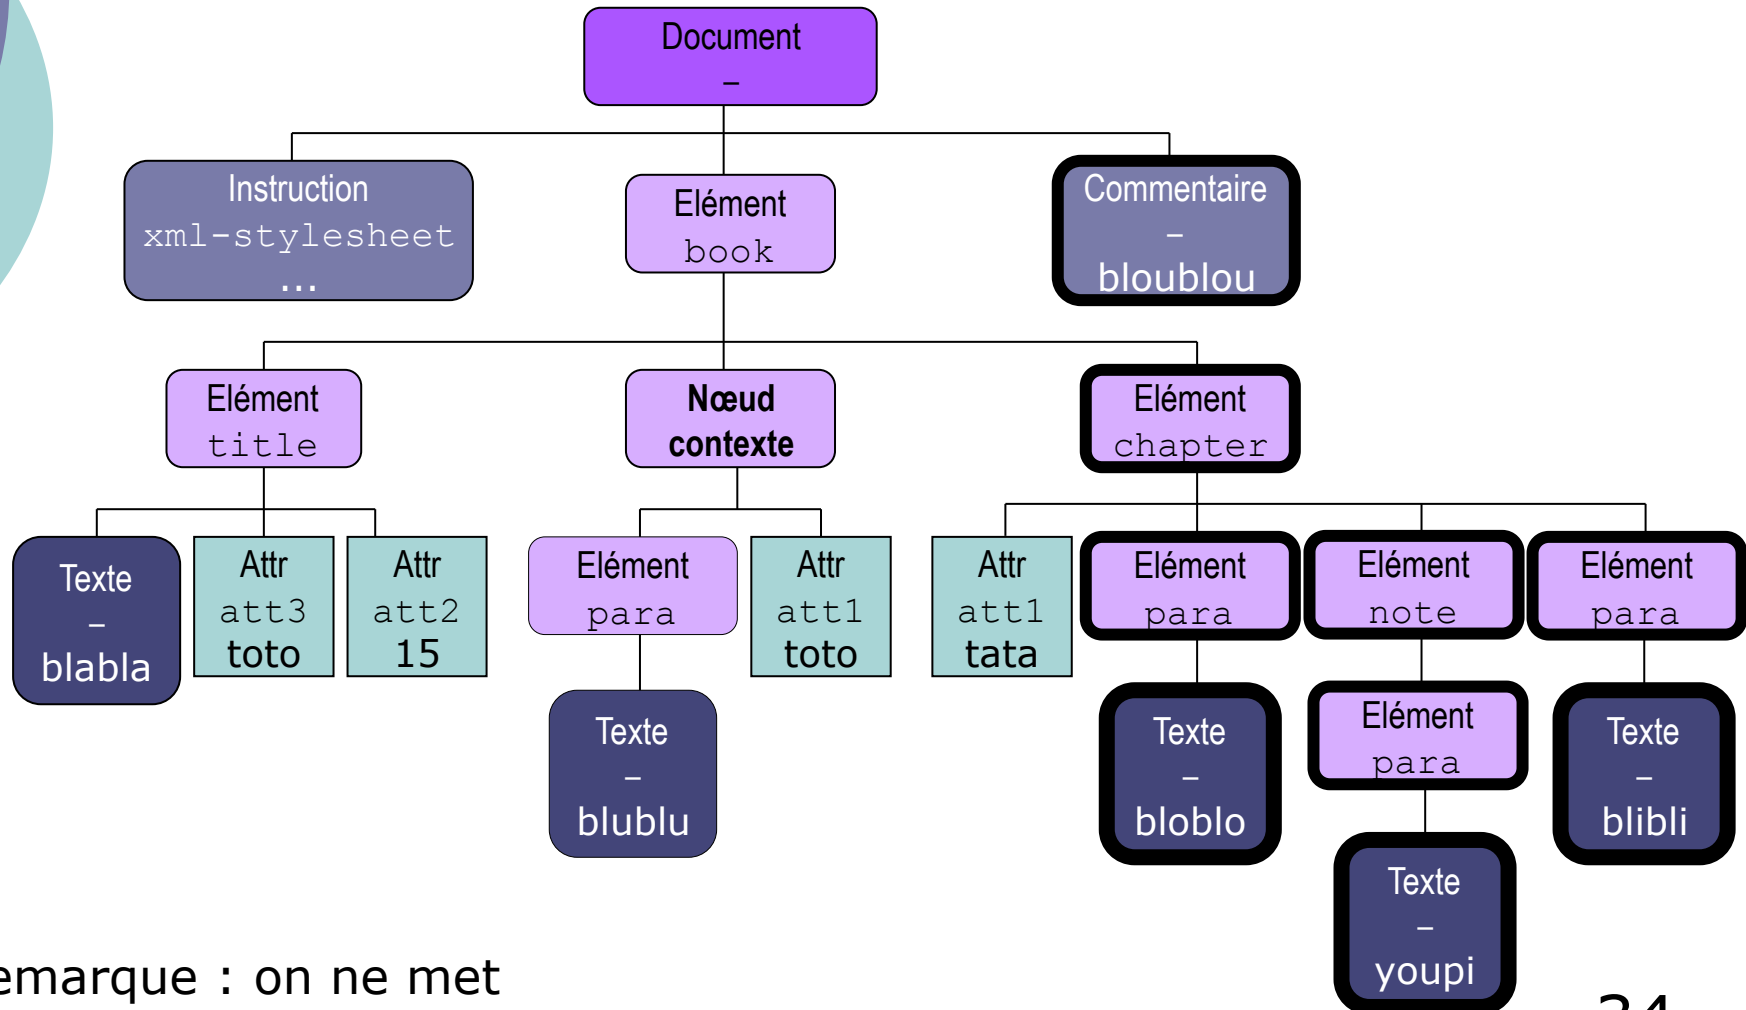 Document
–
Instruction
xml-stylesheet
...
Elément
book
Commentaire
–
bloublou
Elément
title
Nœud
contexte
Elément
chapter
Texte
–
blabla
Attr
att3
toto
Attr
att2
15
Elément
para
Attr
att1
toto
Attr
att1
tata
Elément
para
Elément
note
Elément
para
Texte
–
blublu
Texte
–
bloblo
Elément
para
Texte
–
blibli
Texte
–
youpi
emarque : on ne met